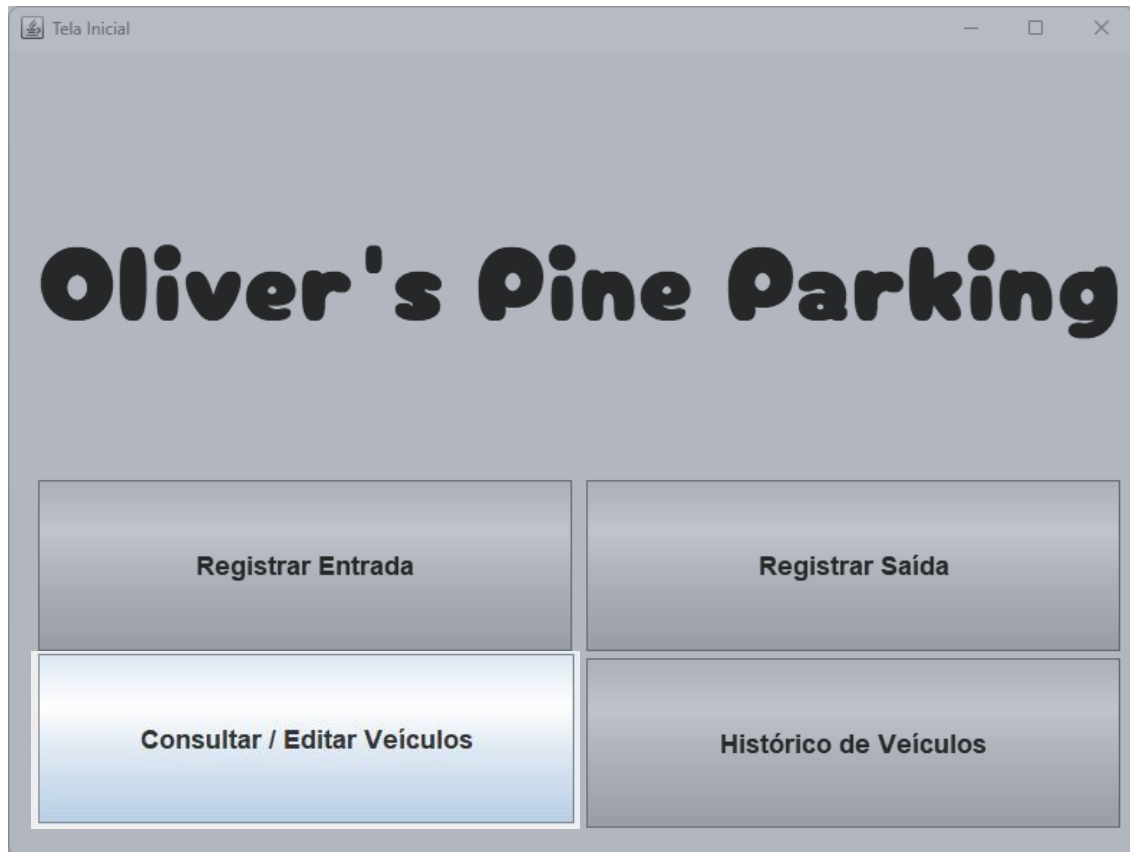 Tela Inicial
Oliver's Pine Parking
Registrar Entrada
Registrar Saída
Consultar / Editar Veículos
Histórico de Veículos